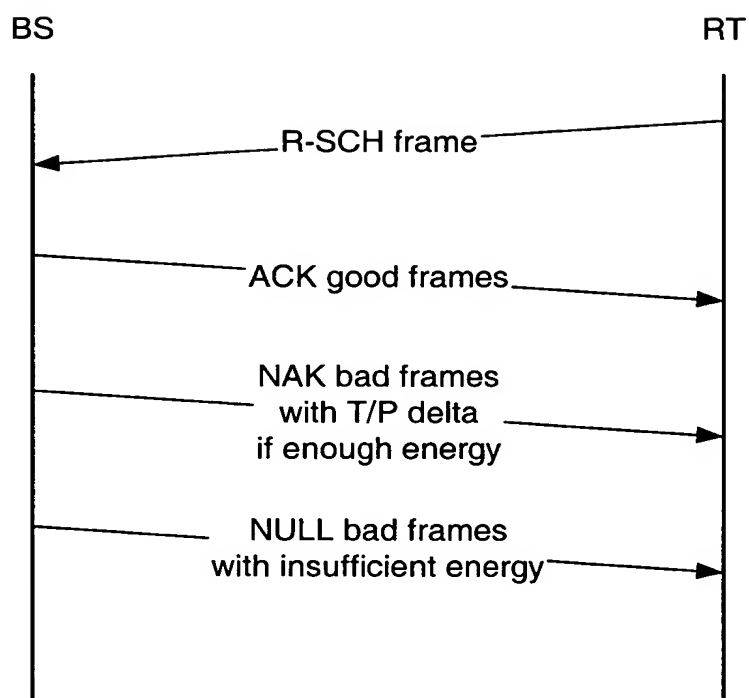 BS
RT
R-SCH frame
ACK good frames
NAK bad frames
with T/P delta
if enough energy
NULL bad frames
with insufficient energy